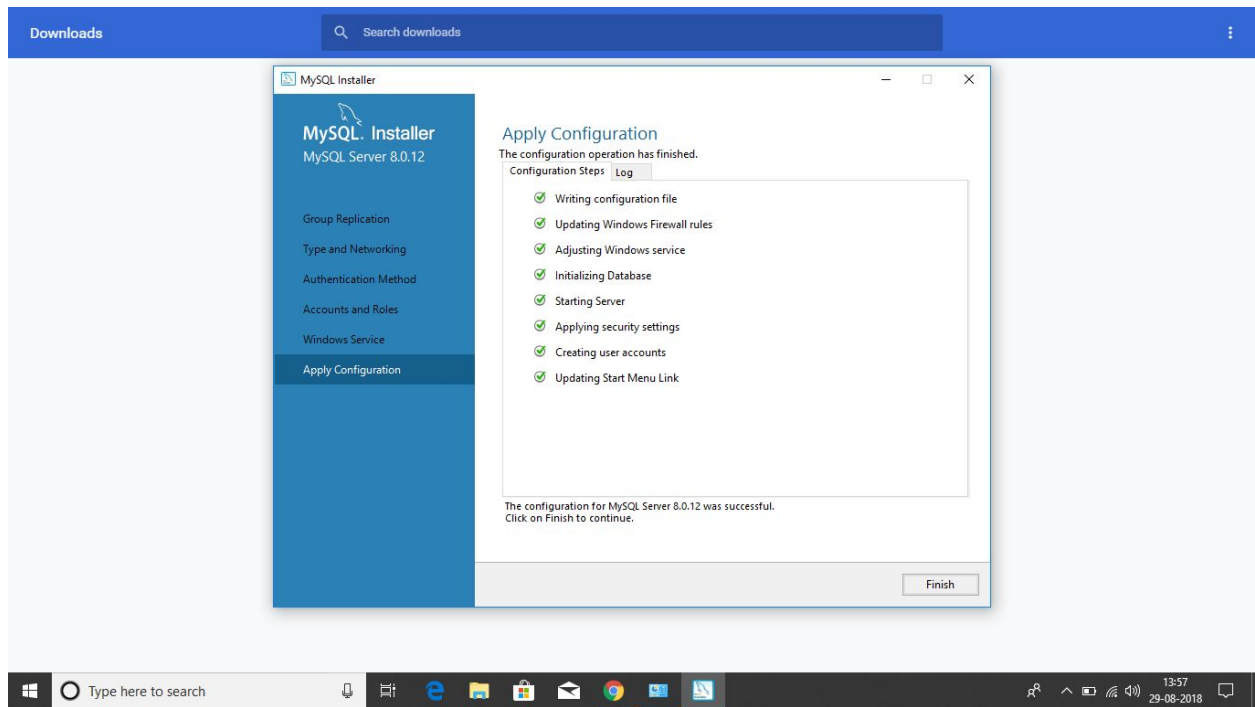 Downloads
Search downloads
MySQL Installer
MySQL. Installer
MySQL Server 8.0.12
Group Replication
Type and Networking
Authentication Method
Accounts and Roles
Windows Service
Apply Configuration
Apply Configuration
The configuration operation has finished.
Configuration Steps Log
Writing configuration file
Updating Windows Firewall rules
Adjusting Windows service
Initializing Database
Starting Server
Applying security settings
Creating user accounts
Updating Start Menu Link
The configuration for MySQL Server 8.0.12 was successful.
Click on Finish to continue.
Finish
Type here to search
13:57
29-08-2018